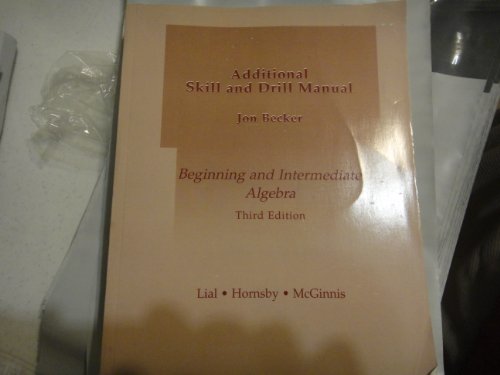 Additional
Skill and Drill Manual
Jon Becker
Beginning and Intermediate
Algebra
Third Edition
Lial • Hornsby • McGinnis